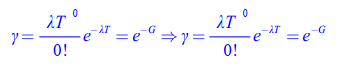 γ = λT ⁰ / 0! e^{-λT} = e^{-G} ⇒ γ = λT ⁰ / 0! e^{-λT} = e^{-G}